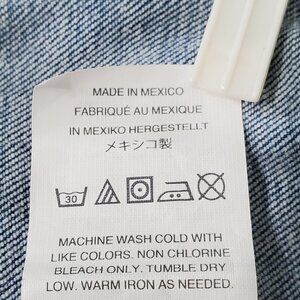 MADE IN MEXICO
FABRIQUÉ AU MEXIQUE
IN MEXIKO HERGESTELLT
メキシコ製
30
MACHINE WASH COLD WITH
LIKE COLORS. NON CHLORINE
BLEACH ONLY. TUMBLE DRY
LOW. WARM IRON AS NEEDED.